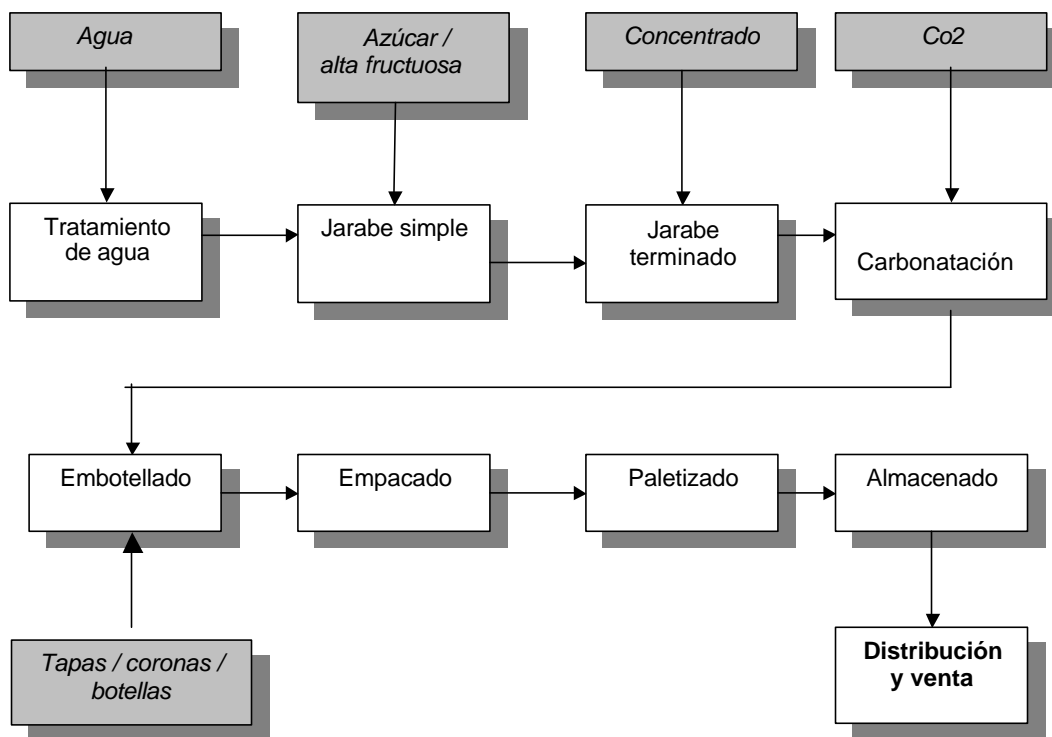 Agua
Azúcar /
alta fructuosa
Concentrado
Co2
Tratamiento
de agua
Jarabe simple
Jarabe
terminado
Carbonatación
Embotellado
Empacado
Paletizado
Almacenado
Tapas / coronas /
botellas
Distribución
y venta